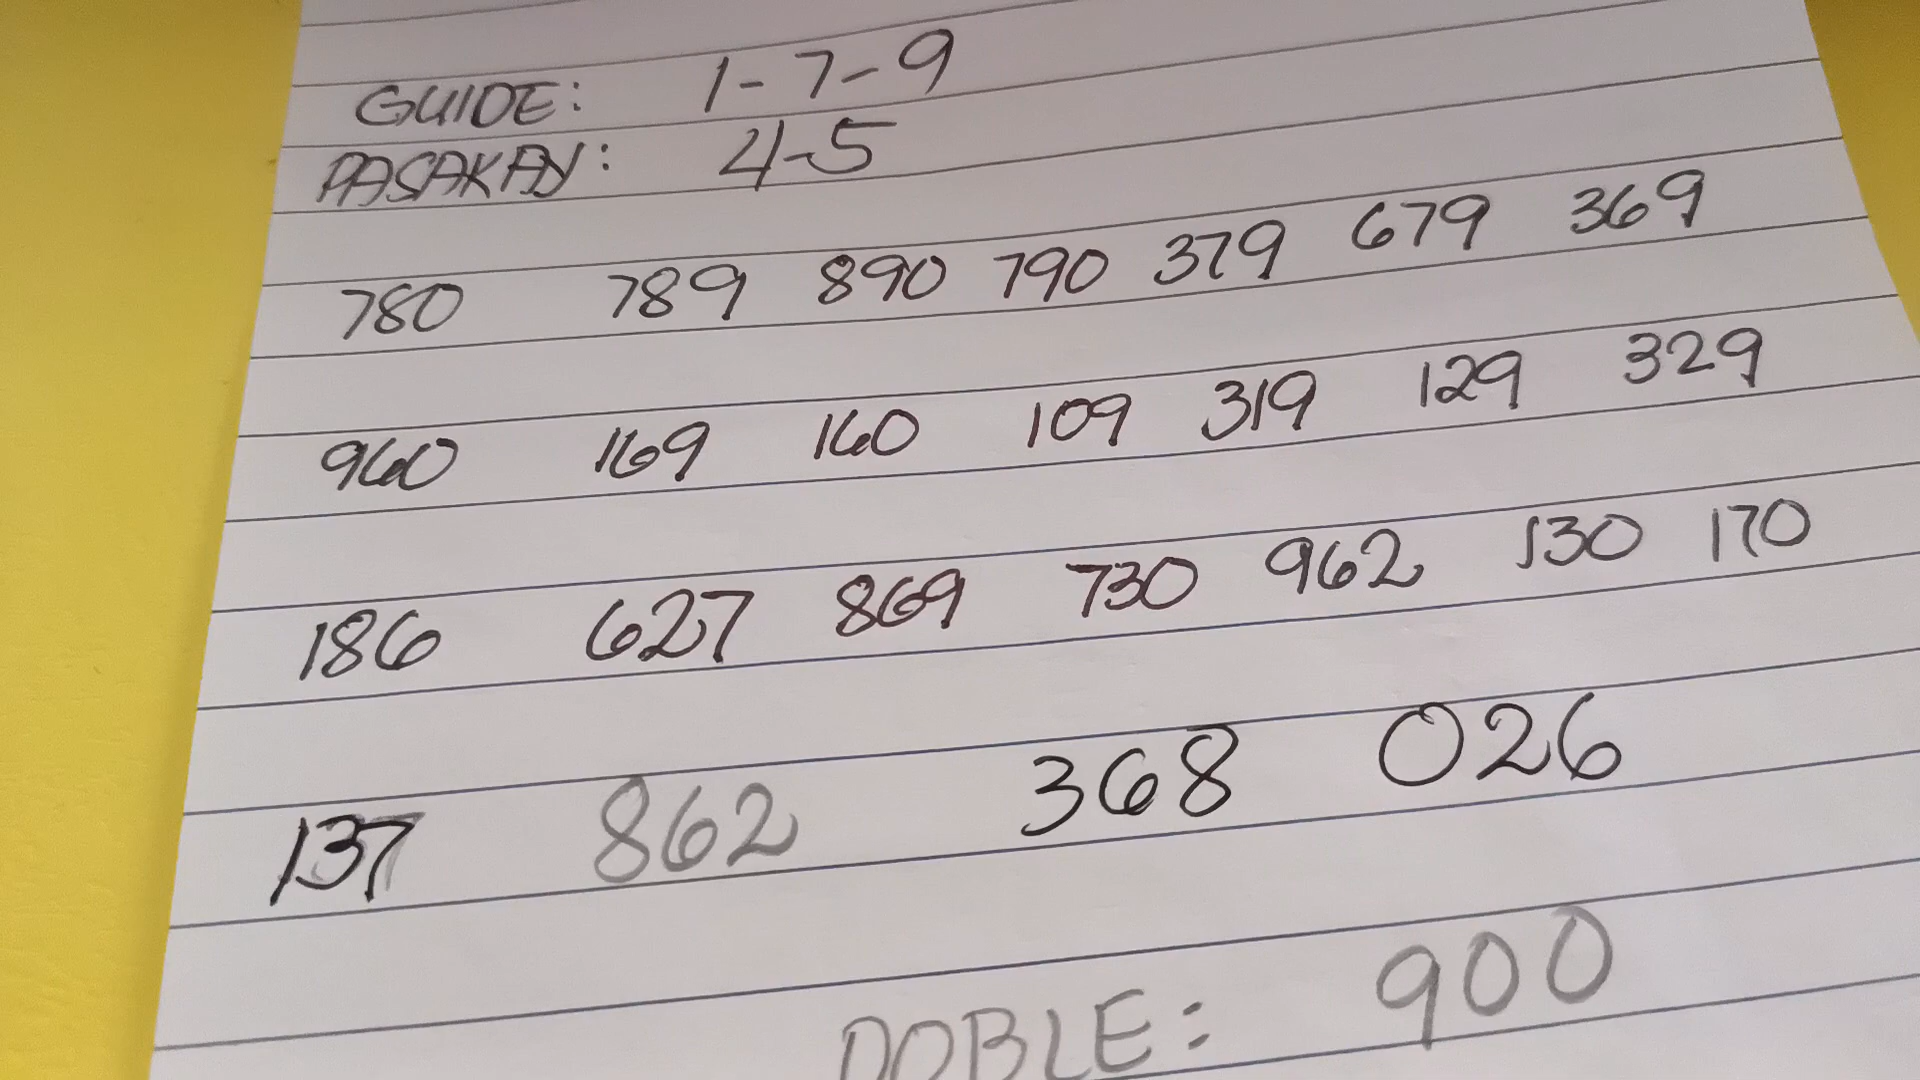 GUIDE: 1-7-9
PASAKAY: 4-5
780 789 890 790 379 679 369
960 169 160 109 319 129 329
186 627 869 730 962 130 170
137 862 368 026
DOBLE: 900